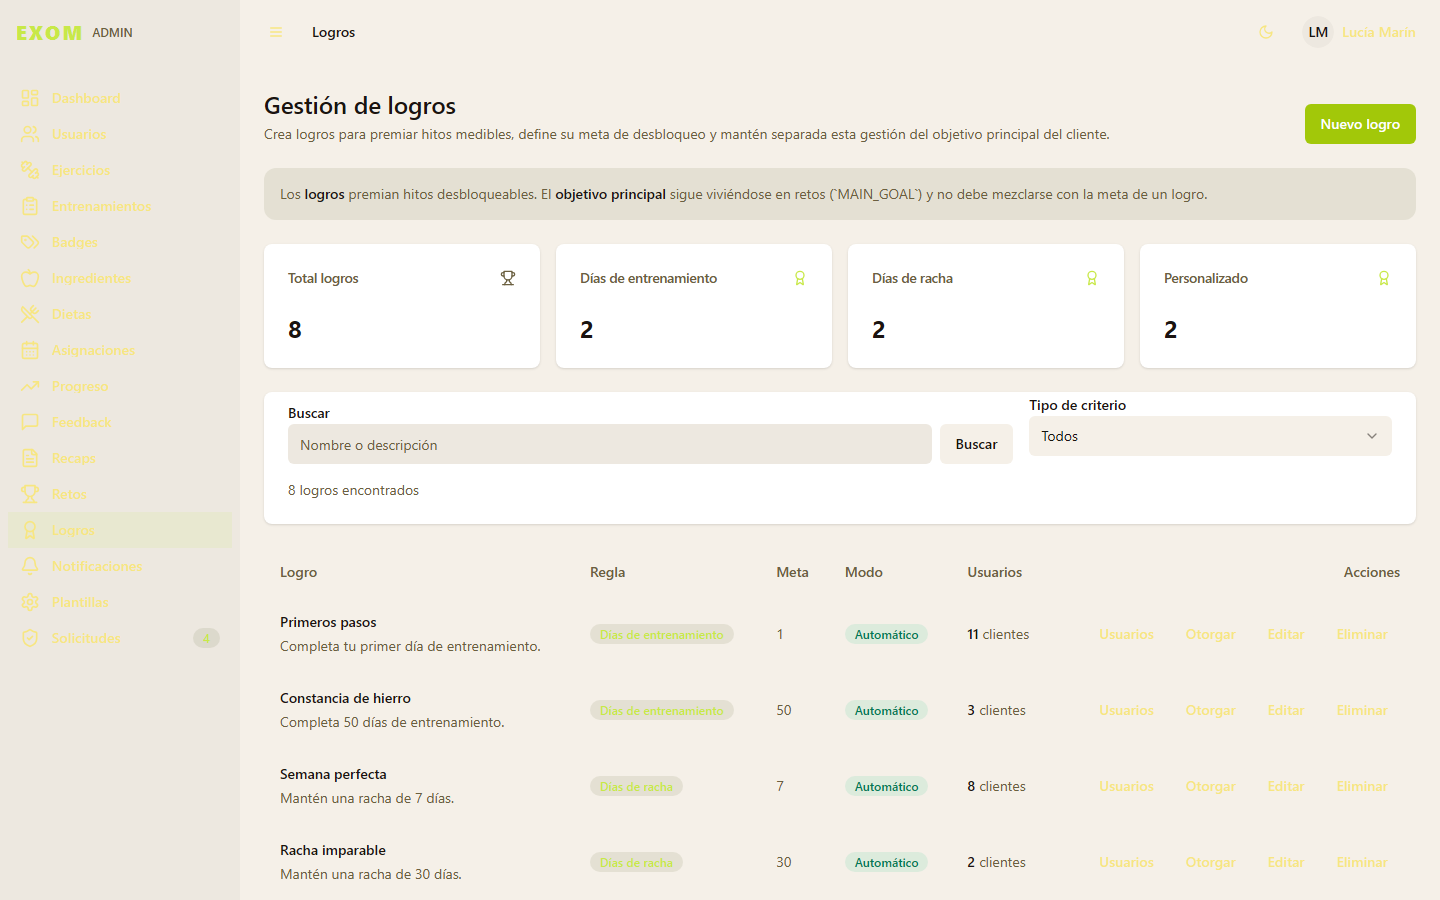 EXOM ADMIN
Dashboard
Usuarios
Ejercicios
Entrenamientos
Badges
Ingredientes
Dietas
Asignaciones
Progreso
Feedback
Recaps
Retos
Logros
Notificaciones
Plantillas
Solicitudes 4
Logros
LM Lucía Marín
Gestión de logros
Crea logros para premiar hitos medibles, define su meta de desbloqueo y mantén separada esta gestión del objetivo principal del cliente.
Nuevo logro
Los logros premian hitos desbloqueables. El objetivo principal sigue viviéndose en retos (`MAIN_GOAL`) y no debe mezclarse con la meta de un logro.
Total logros
8
Días de entrenamiento
2
Días de racha
2
Personalizado
2
Buscar
Nombre o descripción
Buscar
Tipo de criterio
Todos
8 logros encontrados
Logro Regla Meta Modo Usuarios Acciones
Primeros pasos
Completa tu primer día de entrenamiento.
Días de entrenamiento 1 Automático 11 clientes Usuarios Otorgar Editar Eliminar
Constancia de hierro
Completa 50 días de entrenamiento.
Días de entrenamiento 50 Automático 3 clientes Usuarios Otorgar Editar Eliminar
Semana perfecta
Mantén una racha de 7 días.
Días de racha 7 Automático 8 clientes Usuarios Otorgar Editar Eliminar
Racha imparable
Mantén una racha de 30 días.
Días de racha 30 Automático 2 clientes Usuarios Otorgar Editar Eliminar